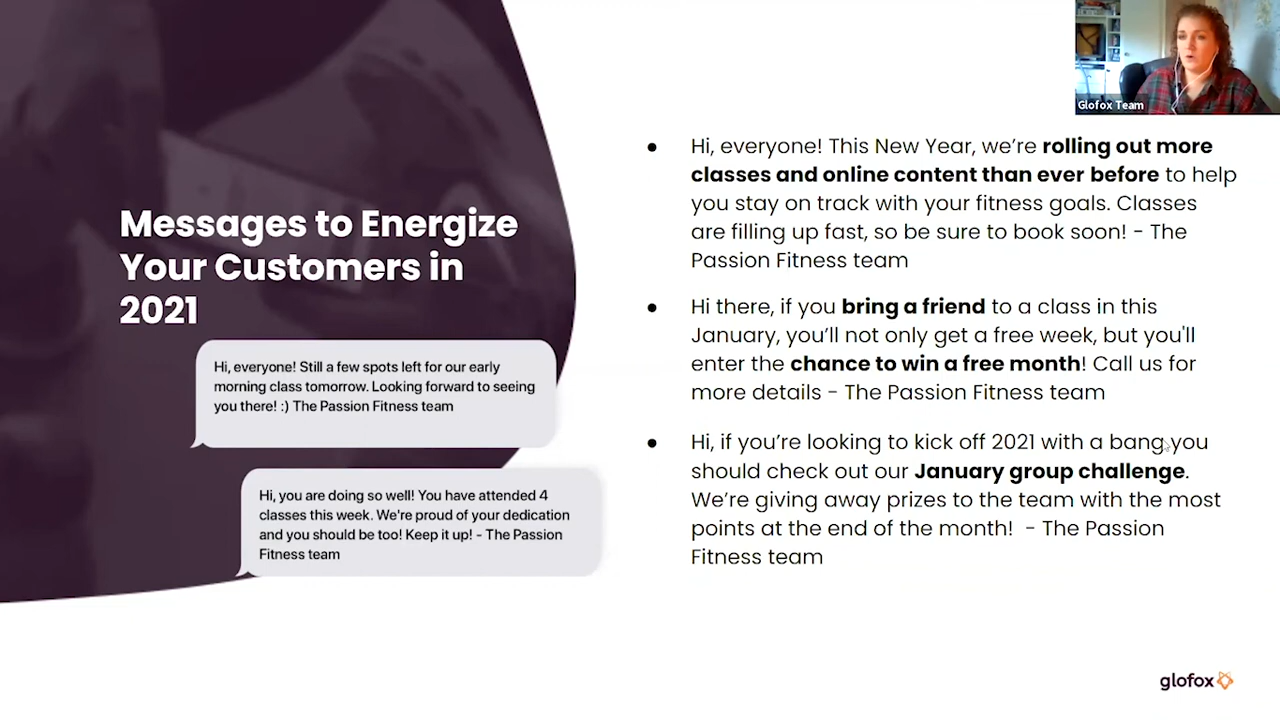 Glofox Team
Messages to Energize
Your Customers in
2021
Hi, everyone! Still a few spots left for our early
morning class tomorrow. Looking forward to seeing
you there! :) The Passion Fitness team
Hi, you are doing so well! You have attended 4
classes this week. We're proud of your dedication
and you should be too! Keep it up! - The Passion
Fitness team
● Hi, everyone! This New Year, we’re rolling out more
classes and online content than ever before to help
you stay on track with your fitness goals. Classes
are filling up fast, so be sure to book soon! - The
Passion Fitness team
● Hi there, if you bring a friend to a class in this
January, you’ll not only get a free week, but you'll
enter the chance to win a free month! Call us for
more details - The Passion Fitness team
● Hi, if you’re looking to kick off 2021 with a bang you
should check out our January group challenge.
We’re giving away prizes to the team with the most
points at the end of the month!  - The Passion
Fitness team
glofox